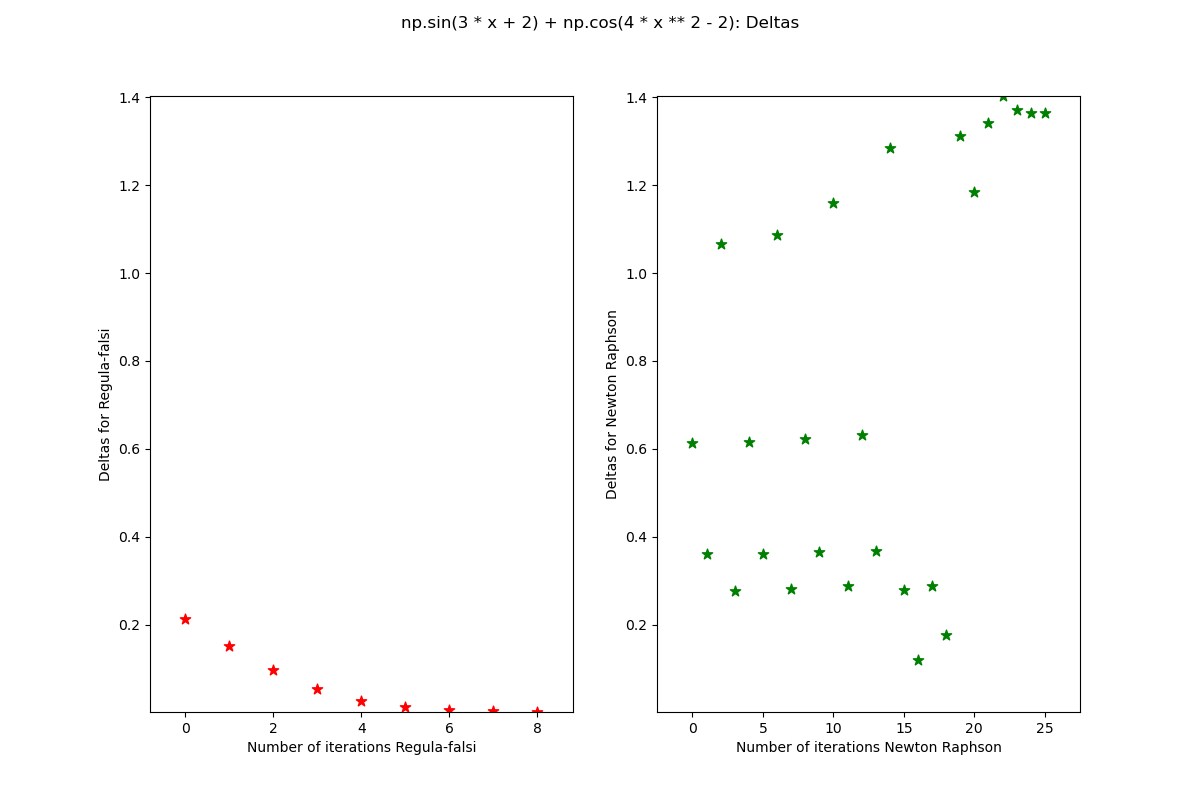 np.sin(3 * x + 2) + np.cos(4 * x ** 2 - 2): Deltas
Deltas for Regula-falsi
1.4
1.2
1.0
0.8
0.6
0.4
0.2
0 2 4 6 8
Number of iterations Regula-falsi
Deltas for Newton Raphson
1.4
1.2
1.0
0.8
0.6
0.4
0.2
0 5 10 15 20 25
Number of iterations Newton Raphson